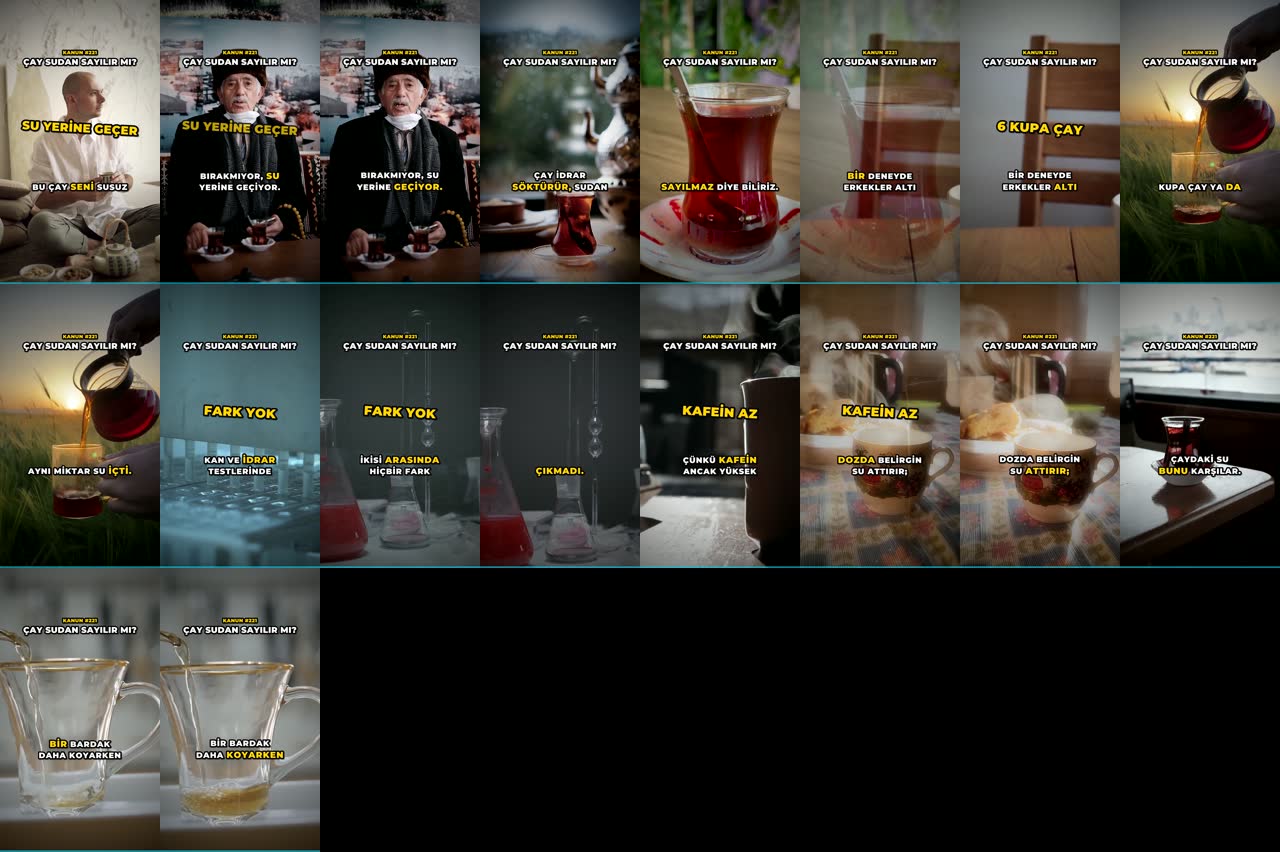 KANUN #221
ÇAY SUDAN SAYILIR MI?
SU YERİNE GEÇER
BU ÇAY SENİ SUSUZ
KANUN #221
ÇAY SUDAN SAYILIR MI?
SU YERİNE GEÇER
BIRAKMIYOR, SU
YERİNE GEÇİYOR.
KANUN #221
ÇAY SUDAN SAYILIR MI?
BIRAKMIYOR, SU
YERİNE GEÇİYOR.
KANUN #221
ÇAY SUDAN SAYILIR MI?
ÇAY İDRAR
SÖKTÜRÜR, SUDAN
KANUN #221
ÇAY SUDAN SAYILIR MI?
SAYILMAZ DİYE BİLİRİZ.
KANUN #221
ÇAY SUDAN SAYILIR MI?
BİR DENEYDE
ERKEKLER ALTI
KANUN #221
ÇAY SUDAN SAYILIR MI?
6 KUPA ÇAY
BİR DENEYDE
ERKEKLER ALTI
KANUN #221
ÇAY SUDAN SAYILIR MI?
KUPA ÇAY YA DA
KANUN #221
ÇAY SUDAN SAYILIR MI?
AYNI MİKTAR SU İÇTİ.
KANUN #221
ÇAY SUDAN SAYILIR MI?
FARK YOK
KAN VE İDRAR
TESTLERİNDE
KANUN #221
ÇAY SUDAN SAYILIR MI?
FARK YOK
İKİSİ ARASINDA
HİÇBİR FARK
KANUN #221
ÇAY SUDAN SAYILIR MI?
ÇIKMADI.
KANUN #221
ÇAY SUDAN SAYILIR MI?
KAFEİN AZ
ÇÜNKÜ KAFEİN
ANCAK YÜKSEK
KANUN #221
ÇAY SUDAN SAYILIR MI?
KAFEİN AZ
DOZDA BELİRGİN
SU ATTIRIR;
KANUN #221
ÇAY SUDAN SAYILIR MI?
DOZDA BELİRGİN
SU ATTIRIR;
KANUN #221
ÇAY SUDAN SAYILIR MI?
ÇAYDAKİ SU
BUNU KARŞILAR.
KANUN #221
ÇAY SUDAN SAYILIR MI?
BİR BARDAK
DAHA KOYARKEN
KANUN #221
ÇAY SUDAN SAYILIR MI?
BİR BARDAK
DAHA KOYARKEN